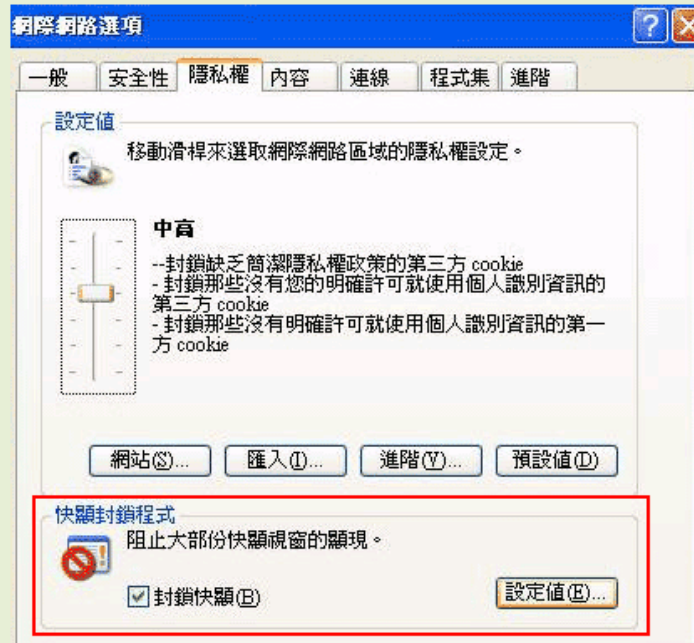 網際網路選項
一般 安全性 隱私權 內容 連線 程式集 進階
設定值
移動滑桿來選取網際網路區域的隱私權設定。
中高
--封鎖缺乏簡潔隱私權政策的第三方 cookie
- 封鎖那些沒有您的明確許可就使用個人識別資訊的
第三方 cookie
- 封鎖那些沒有明確許可就使用個人識別資訊的第一
方 cookie
網站(S)... 匯入(I)... 進階(V)... 預設值(D)
快顯封鎖程式
阻止大部份快顯視窗的顯現。
封鎖快顯(B) 設定值(E)...